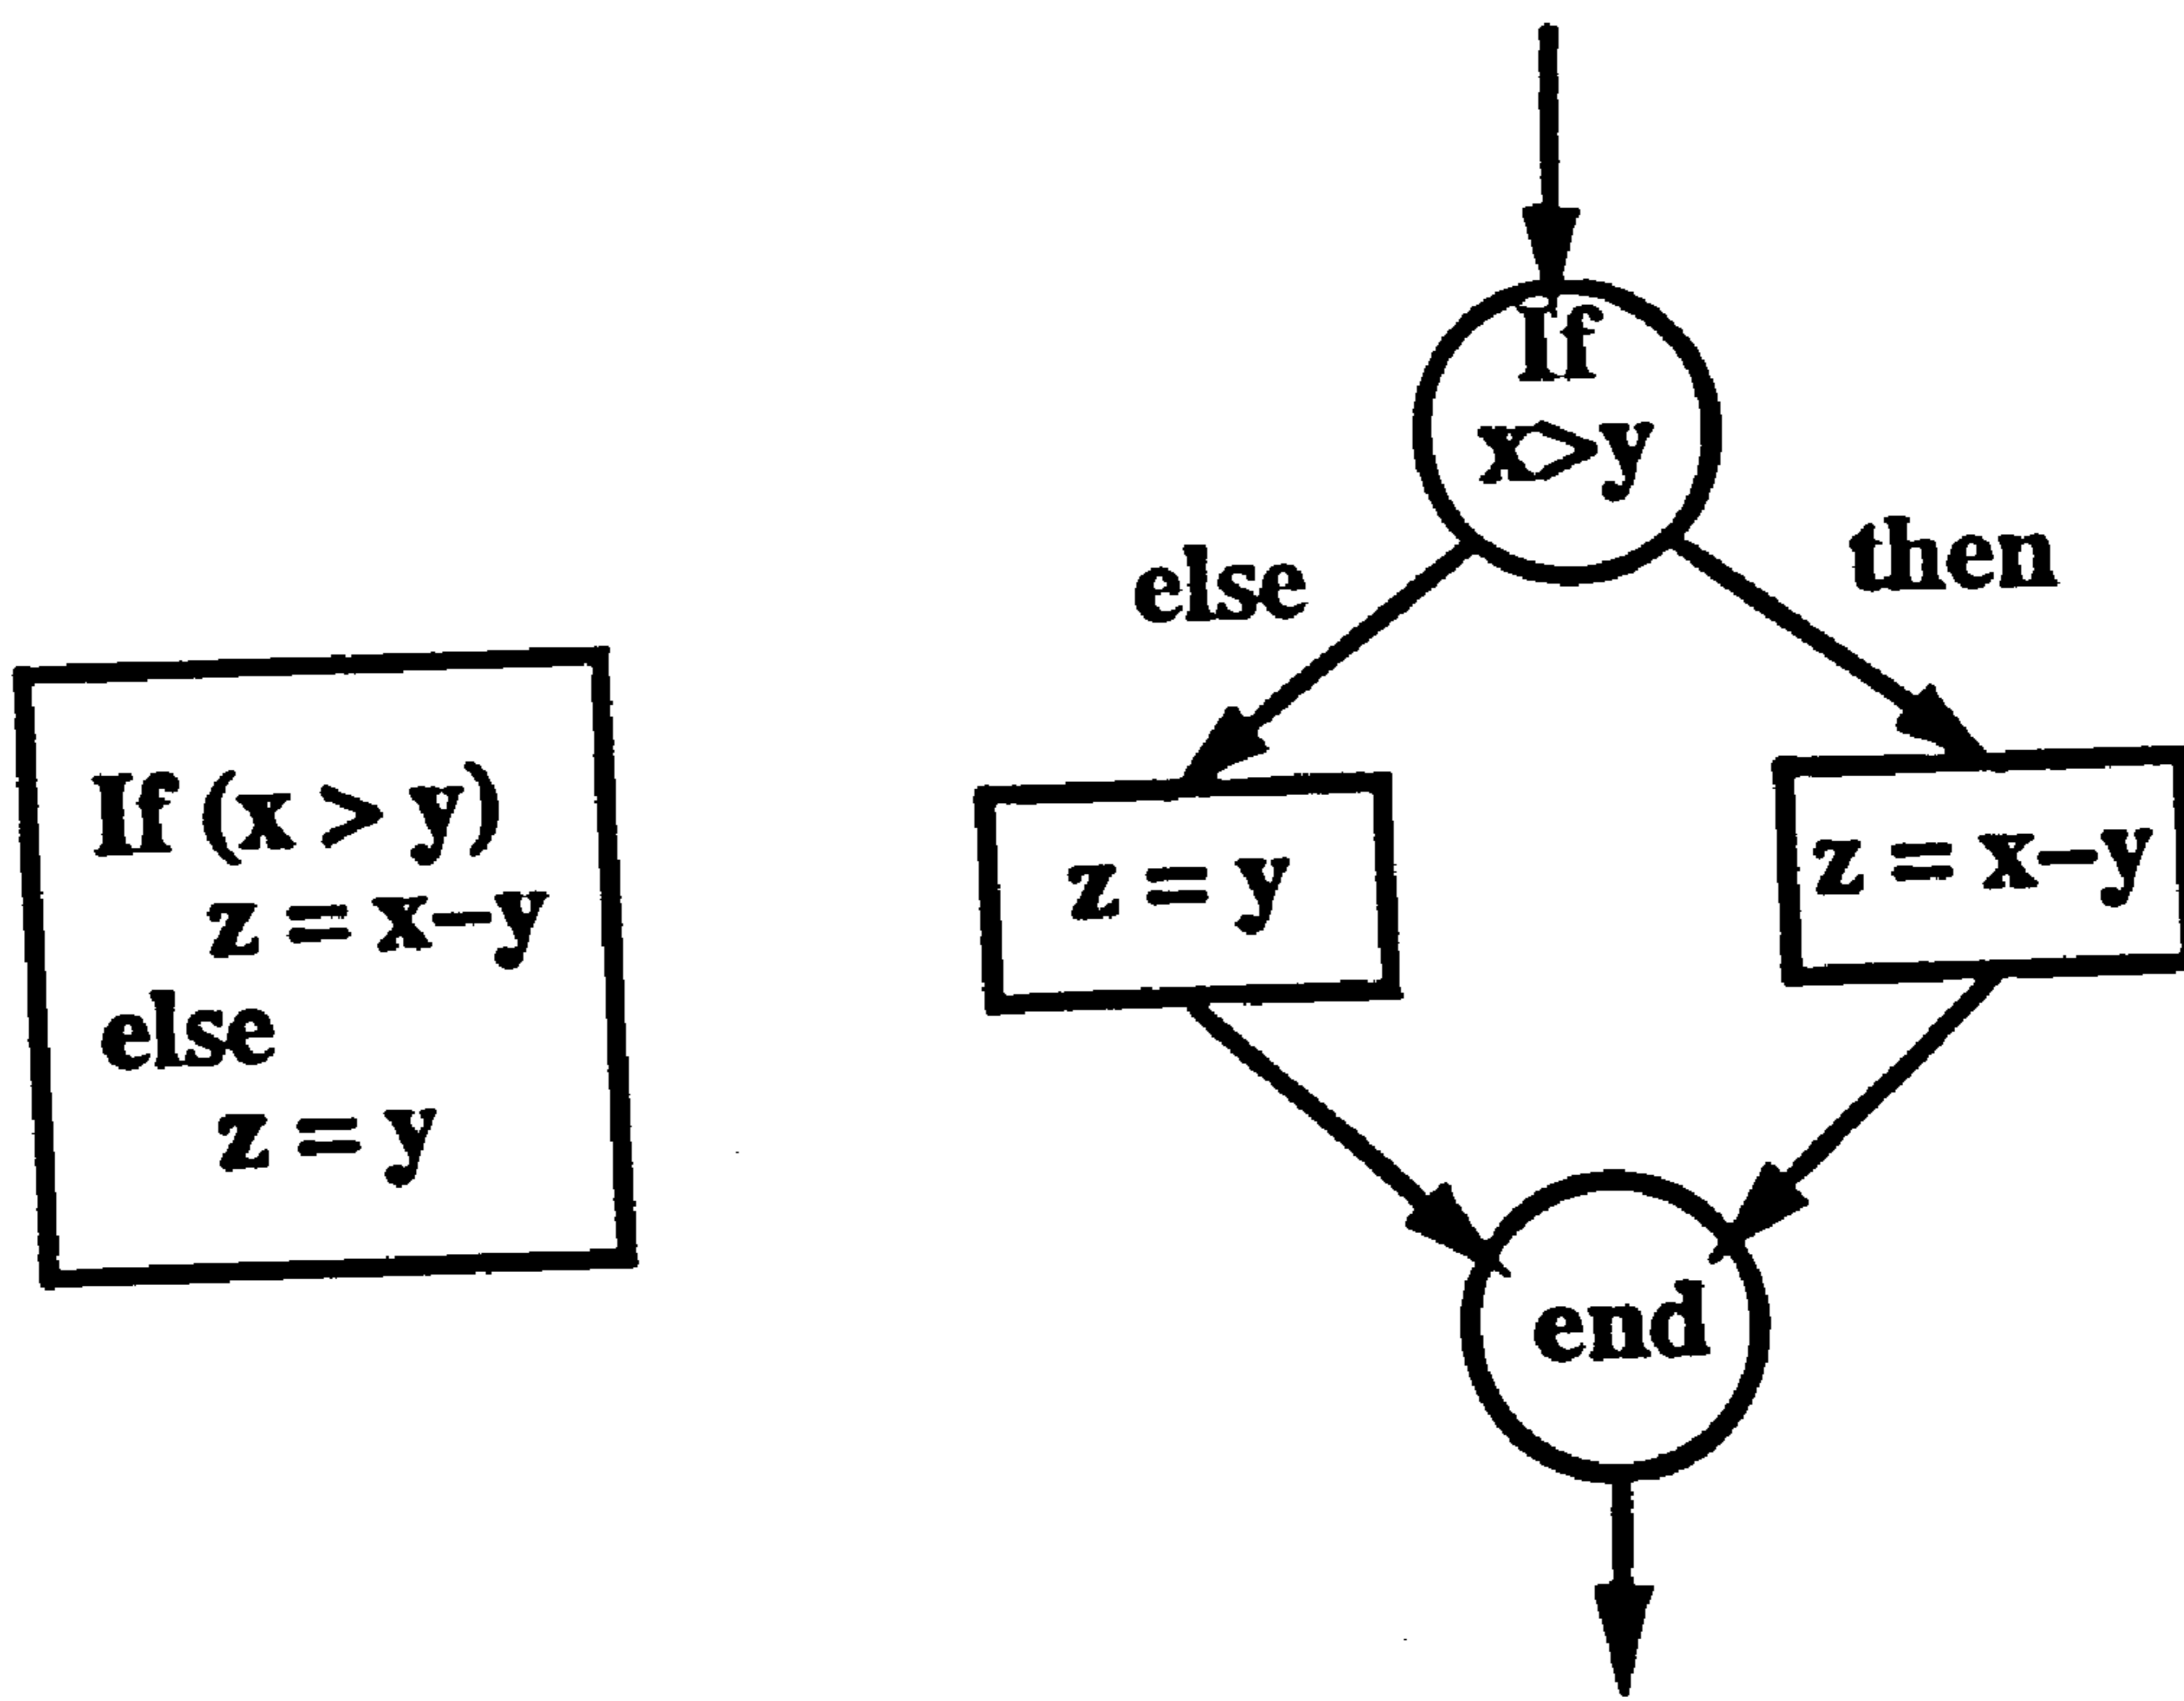 If (x > y)
z = x–y
else
z = y
If
x>y
else
then
z = y
z = x–y
end